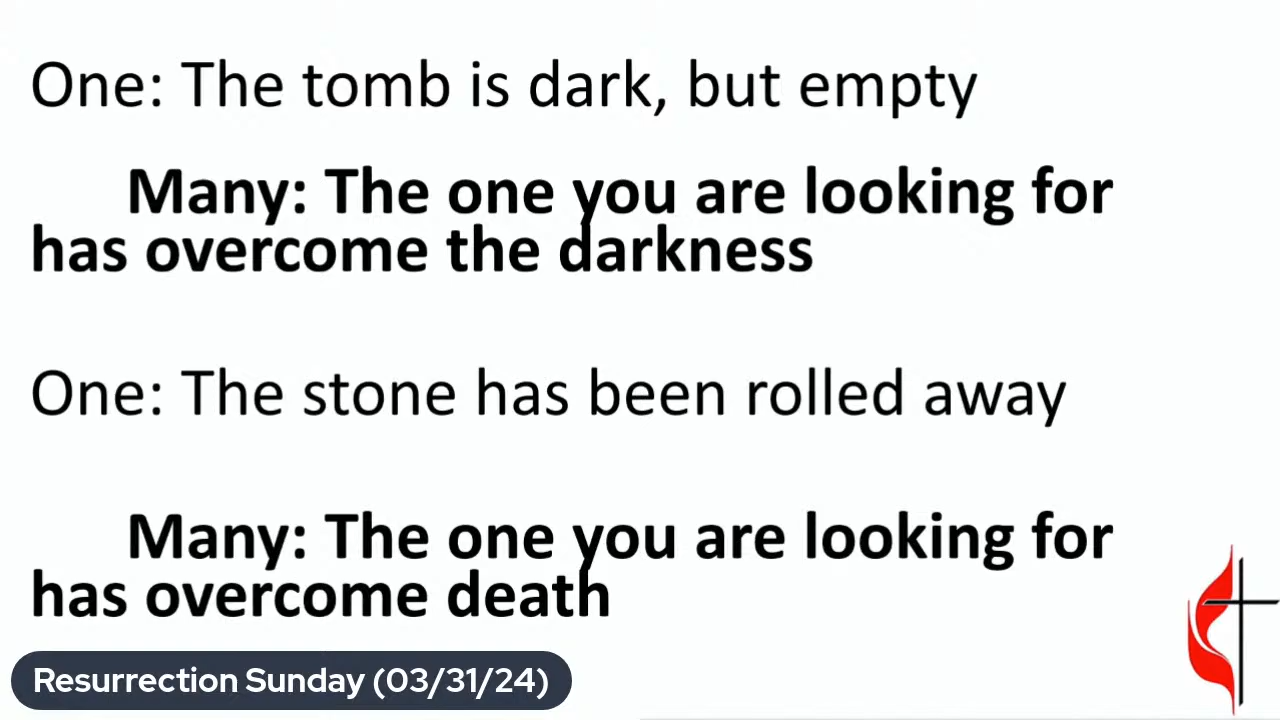 One: The tomb is dark, but empty
Many: The one you are looking for
has overcome the darkness
One: The stone has been rolled away
Many: The one you are looking for
has overcome death
Resurrection Sunday (03/31/24)